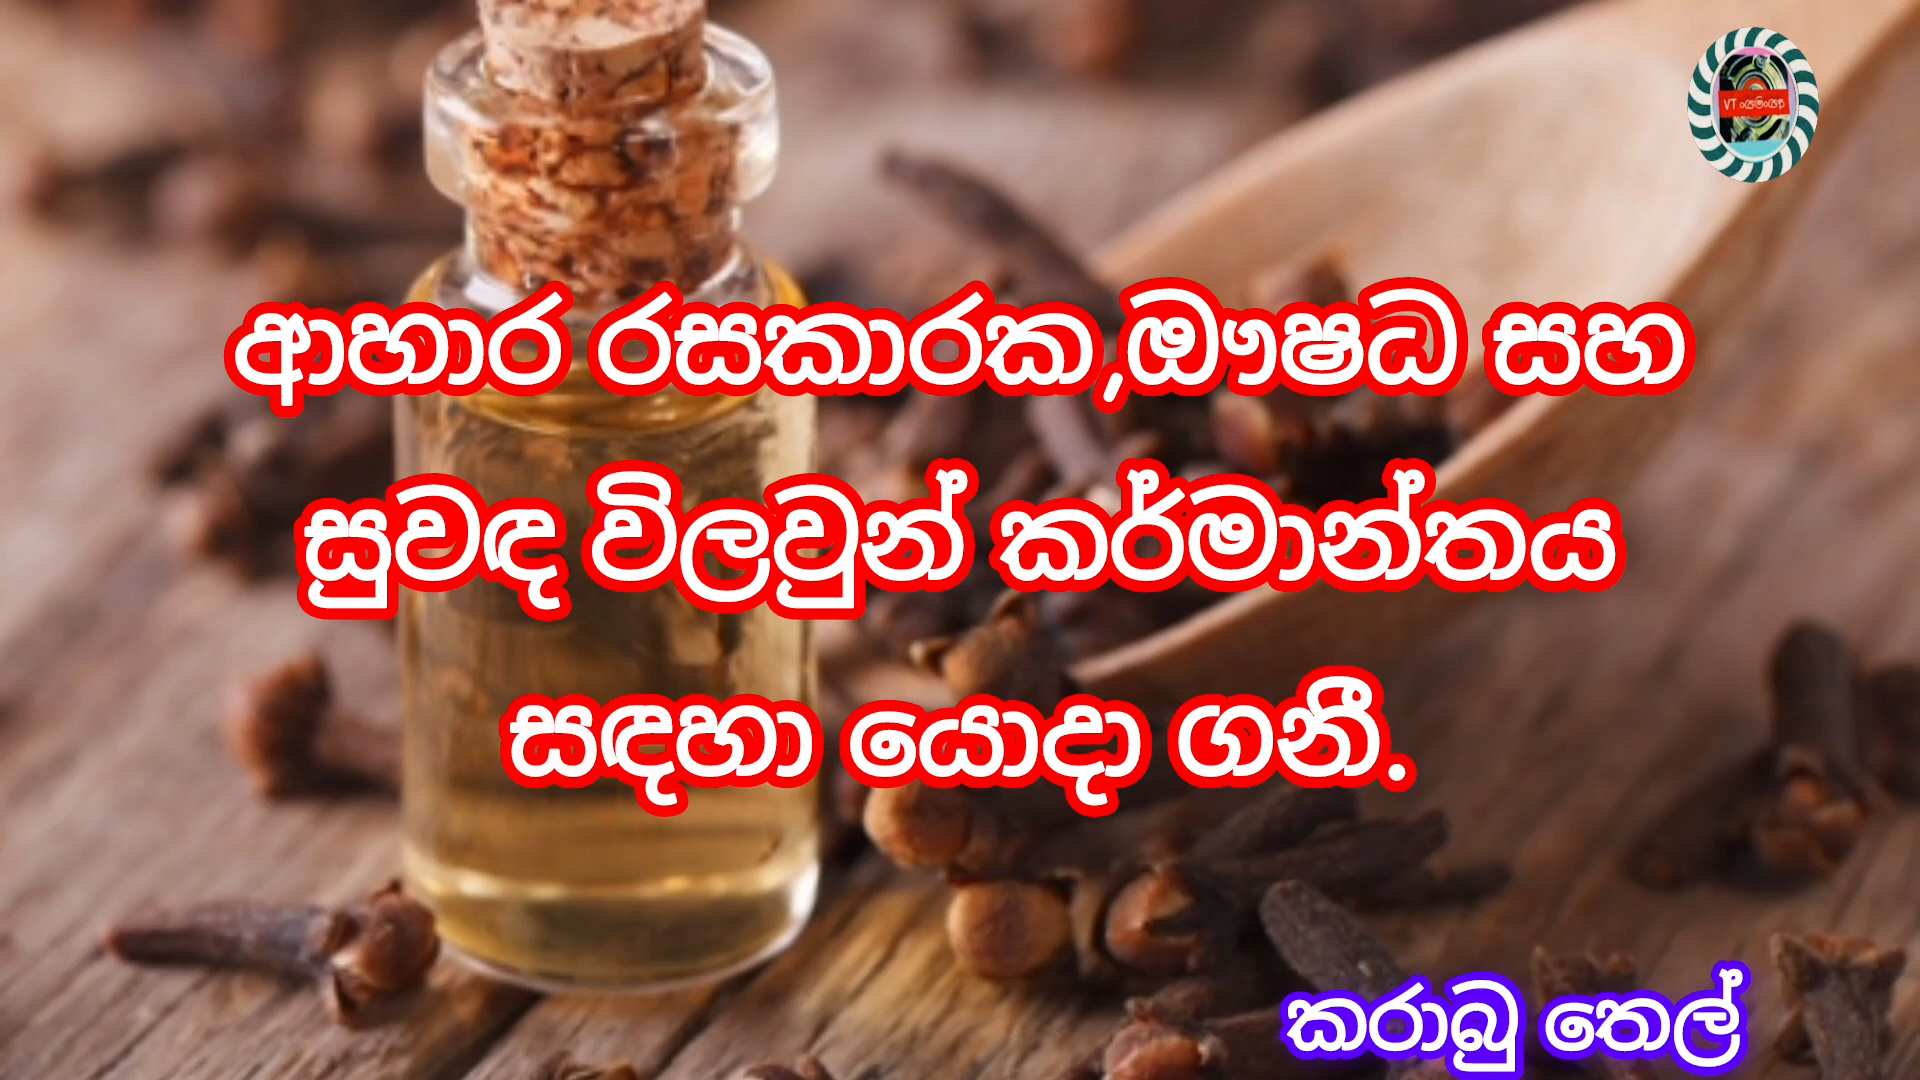 ආහාර රසකාරක,ඖෂධ සහ
සුවඳ විලවුන් කර්මාන්තය
සඳහා යොදා ගනී.
කරාබු තෙල්